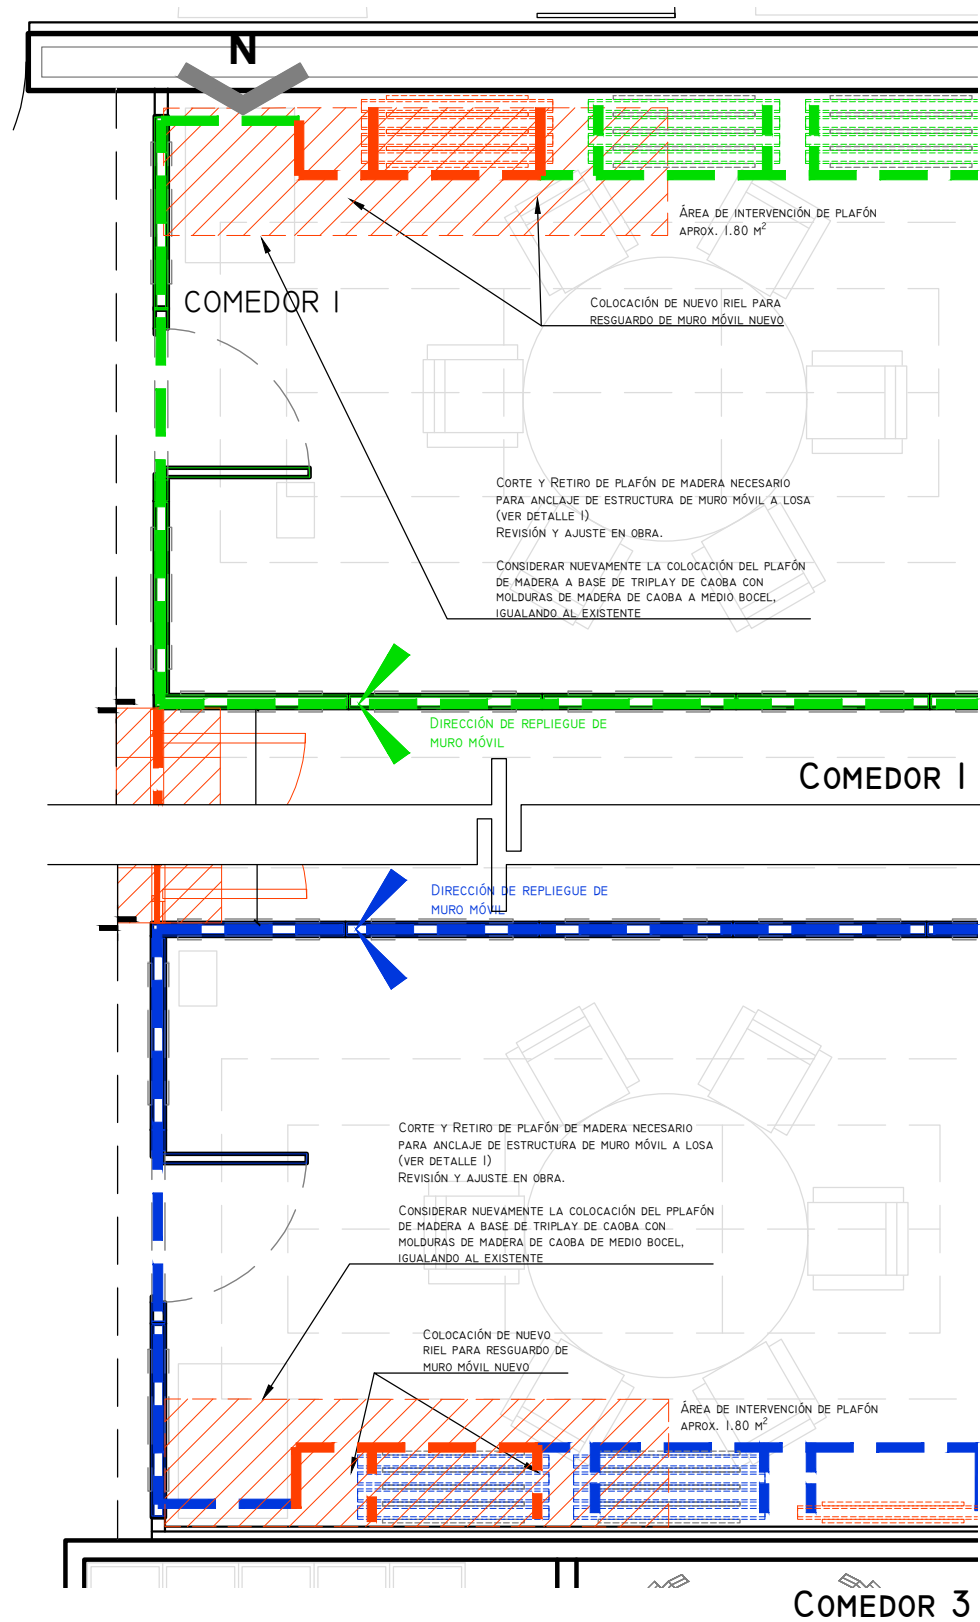 N
ÁREA DE INTERVENCIÓN DE PLAFÓN
APROX. 1.80 M²
COMEDOR 1
COLOCACIÓN DE NUEVO RIEL PARA
RESGUARDO DE MURO MÓVIL NUEVO
CORTE Y RETIRO DE PLAFÓN DE MADERA NECESARIO
PARA ANCLAJE DE ESTRUCTURA DE MURO MÓVIL A LOSA
(VER DETALLE 1)
REVISIÓN Y AJUSTE EN OBRA.
CONSIDERAR NUEVAMENTE LA COLOCACIÓN DEL PLAFÓN
DE MADERA A BASE DE TRIPLAY DE CAOBA CON
MOLDURAS DE MADERA DE CAOBA A MEDIO BOCEL,
IGUALANDO AL EXISTENTE
DIRECCIÓN DE REPLIEGUE DE
MURO MÓVIL
COMEDOR 1
DIRECCIÓN DE REPLIEGUE DE
MURO MÓVIL
CORTE Y RETIRO DE PLAFÓN DE MADERA NECESARIO
PARA ANCLAJE DE ESTRUCTURA DE MURO MÓVIL A LOSA
(VER DETALLE 1)
REVISIÓN Y AJUSTE EN OBRA.
CONSIDERAR NUEVAMENTE LA COLOCACIÓN DEL PPLAFÓN
DE MADERA A BASE DE TRIPLAY DE CAOBA CON
MOLDURAS DE MADERA DE CAOBA DE MEDIO BOCEL,
IGUALANDO AL EXISTENTE
COLOCACIÓN DE NUEVO
RIEL PARA RESGUARDO DE
MURO MÓVIL NUEVO
ÁREA DE INTERVENCIÓN DE PLAFÓN
APROX. 1.80 M²
COMEDOR 3